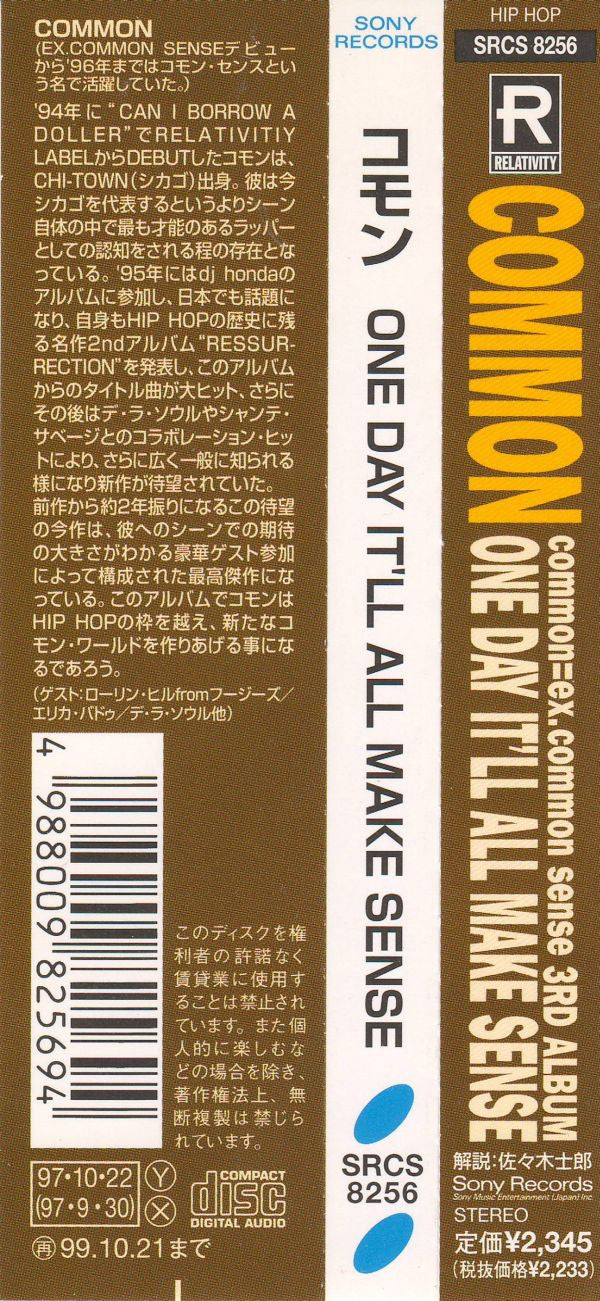 COMMON
(EX.COMMON SENSEデビュー
から'96年まではコモン・センスとい
う名で活躍していた。)
'94年に“CAN I BORROW A
DOLLER”でRELATIVITIY
LABELからDEBUTしたコモンは、
CHI-TOWN(シカゴ)出身。彼は今
シカゴを代表するというよりシーン
自体の中で最も才能のあるラッパー
としての認知をされる程の存在とな
っている。'95年にはdj hondaの
アルバムに参加し、日本でも話題に
なり、自身もHIP HOPの歴史に残
る名作2ndアルバム“RESSUR-
RECTION”を発表し、このアルバム
からのタイトル曲が大ヒット、さらに
その後はデ・ラ・ソウルやシャンテ・
サベージとのコラボレーション・ヒッ
トにより、さらに広く一般に知られる
様になり新作が待望されていた。
前作から約2年振りになるこの待望
の今作は、彼へのシーンでの期待
の大きさがわかる豪華ゲスト参加
によって構成された最高傑作にな
っている。このアルバムでコモンは
HIP HOPの枠を越え、新たなコ
モン・ワールドを作りあげる事にな
るであろう。
(ゲスト:ローリン・ヒルfromフージーズ/
エリカ・バドゥ/デ・ラ・ソウル他)
4 988009 825694
このディスクを権
利者の許諾なく
賃貸業に使用す
ることは禁止され
ています。また個
人的に楽しむな
どの場合を除き、
著作権法上、無
断複製は禁じら
れています。
97・10・22 Y
(97・9・30) X
COMPACT
disc
DIGITAL AUDIO
再99.10.21まで
SONY
RECORDS
コモン ONE DAY IT'LL ALL MAKE SENSE
SRCS
8256
HIP HOP
SRCS 8256
R
RELATIVITY
COMMON
common=ex.common sense 3RD ALBUM
ONE DAY IT'LL ALL MAKE SENSE
解説:佐々木士郎
Sony Records
Sony Music Entertainment (Japan) Inc.
STEREO
定価¥2,345
(税抜価格¥2,233)